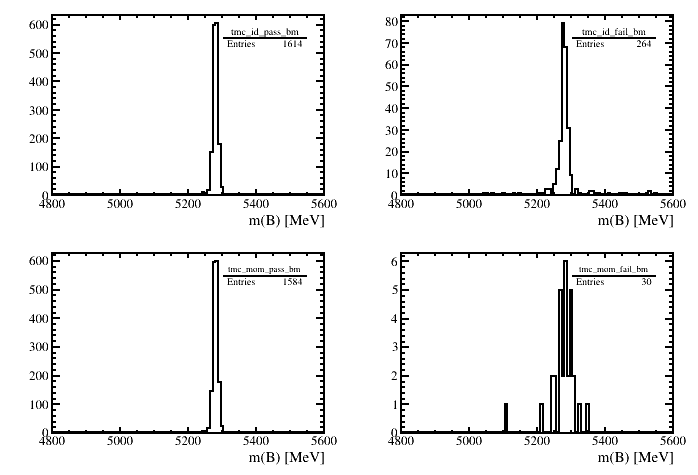 600
500
400
300
200
100
0
4800 5000 5200 5400 5600
m(B) [MeV]
tmc_id_pass_bm
Entries 1614
80
70
60
50
40
30
20
10
0
4800 5000 5200 5400 5600
m(B) [MeV]
tmc_id_fail_bm
Entries 264
600
500
400
300
200
100
0
4800 5000 5200 5400 5600
m(B) [MeV]
tmc_mom_pass_bm
Entries 1584
6
5
4
3
2
1
0
4800 5000 5200 5400 5600
m(B) [MeV]
tmc_mom_fail_bm
Entries 30